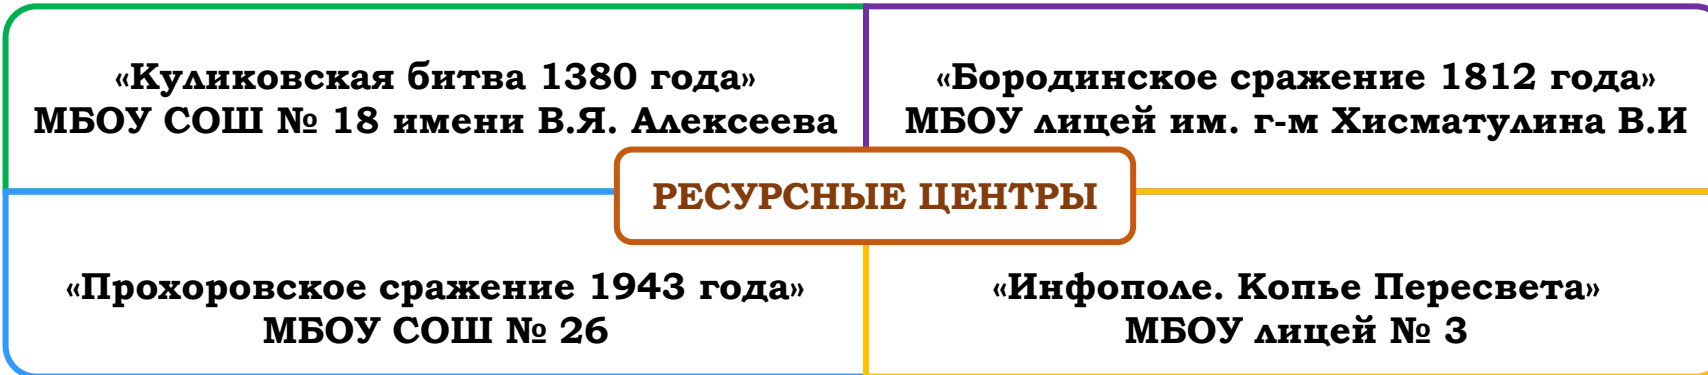 «Куликовская битва 1380 года»
МБОУ СОШ № 18 имени В.Я. Алексеева
«Бородинское сражение 1812 года»
МБОУ лицей им. г-м Хисматулина В.И
РЕСУРСНЫЕ ЦЕНТРЫ
«Прохоровское сражение 1943 года»
МБОУ СОШ № 26
«Инфополе. Копье Пересвета»
МБОУ лицей № 3